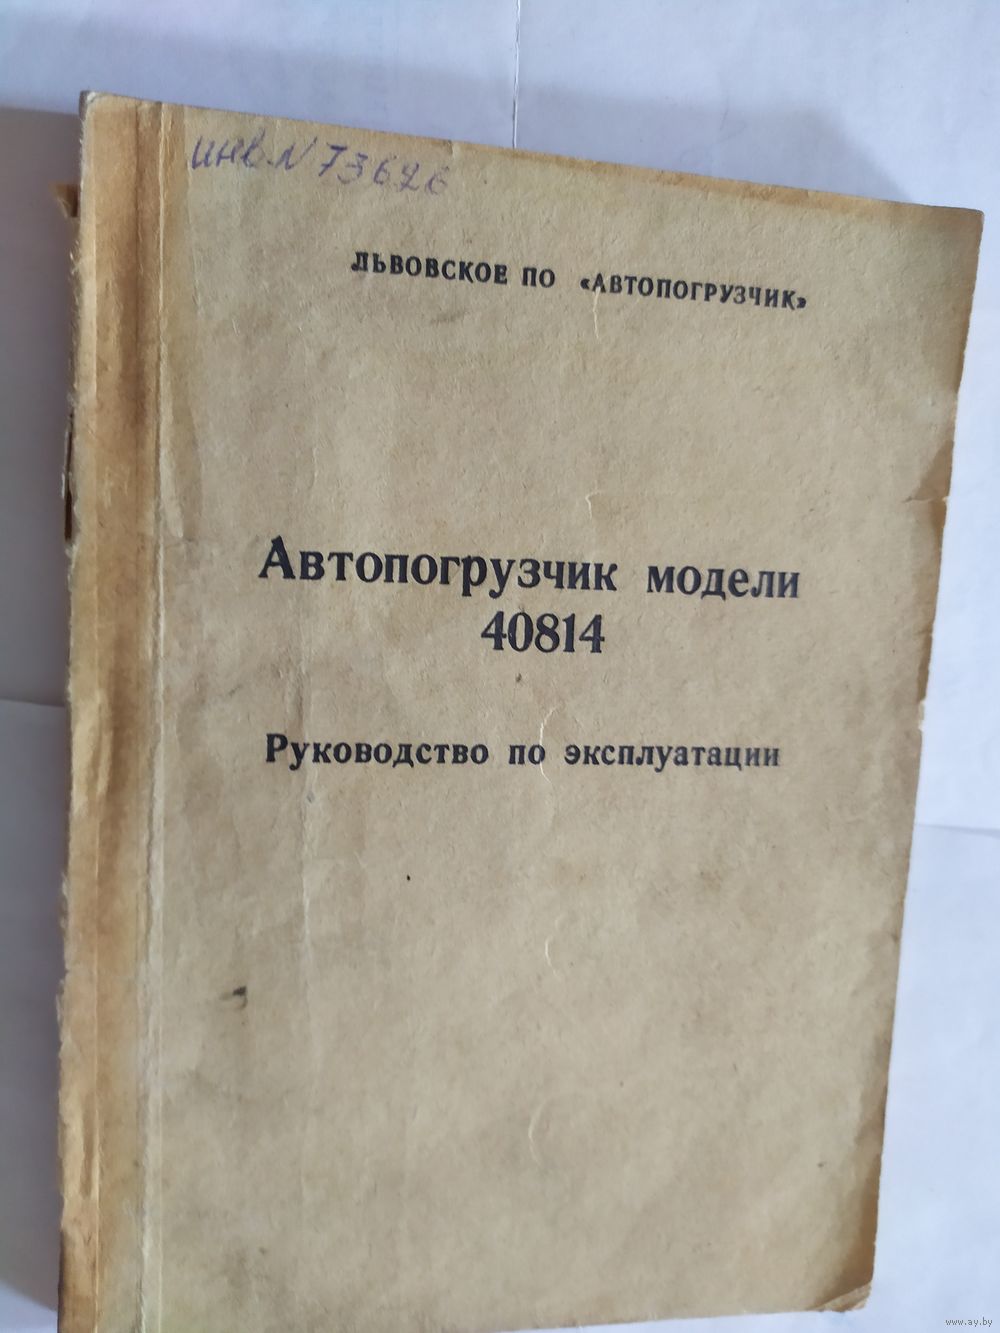 инв. N 73626
ЛЬВОВСКОЕ ПО «АВТОПОГРУЗЧИК»
Автопогрузчик модели
40814
Руководство по эксплуатации
www.ay.by